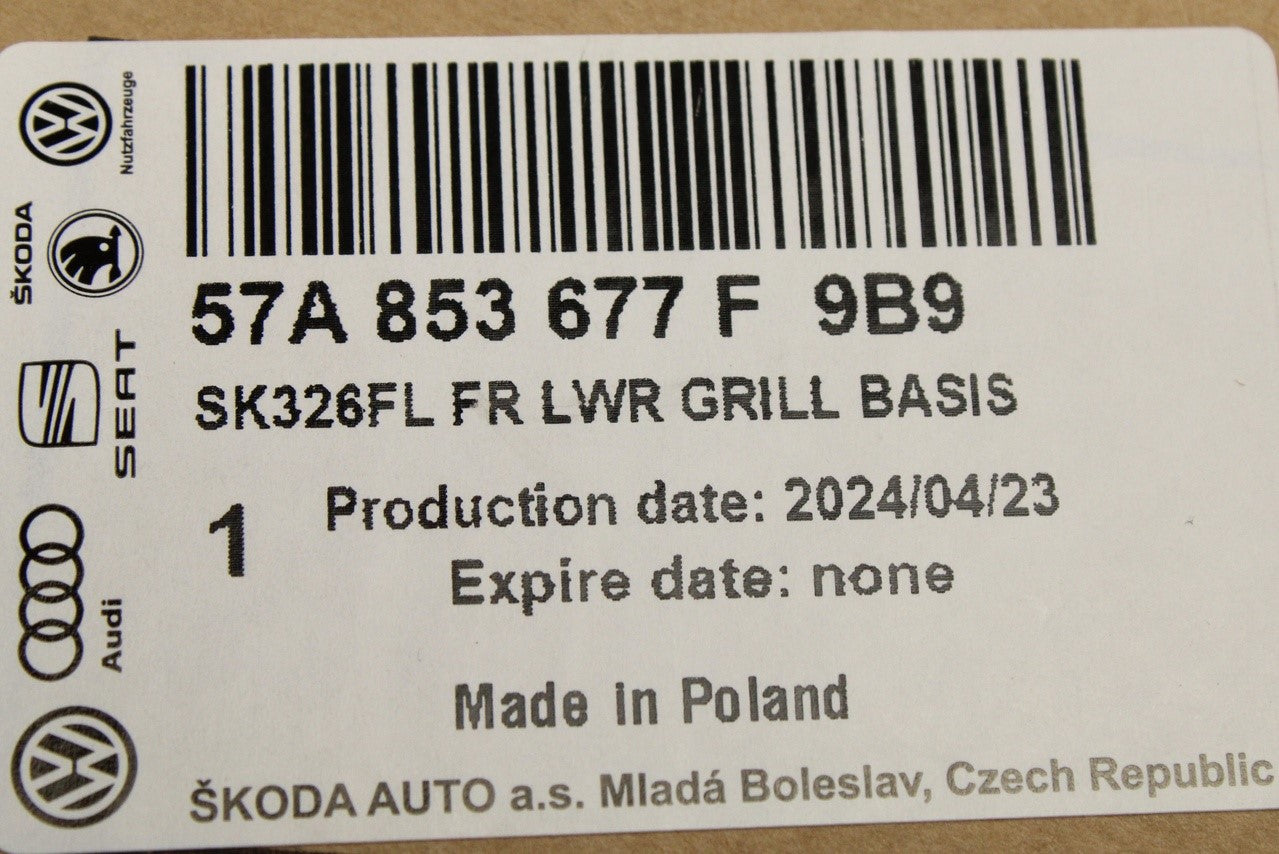 57A 853 677 F 9B9
SK326FL FR LWR GRILL BASIS
1
Production date: 2024/04/23
Expire date: none
Made in Poland
ŠKODA AUTO a.s. Mladá Boleslav, Czech Republic
Nutzfahrzeuge
ŠKODA
SEAT
Audi